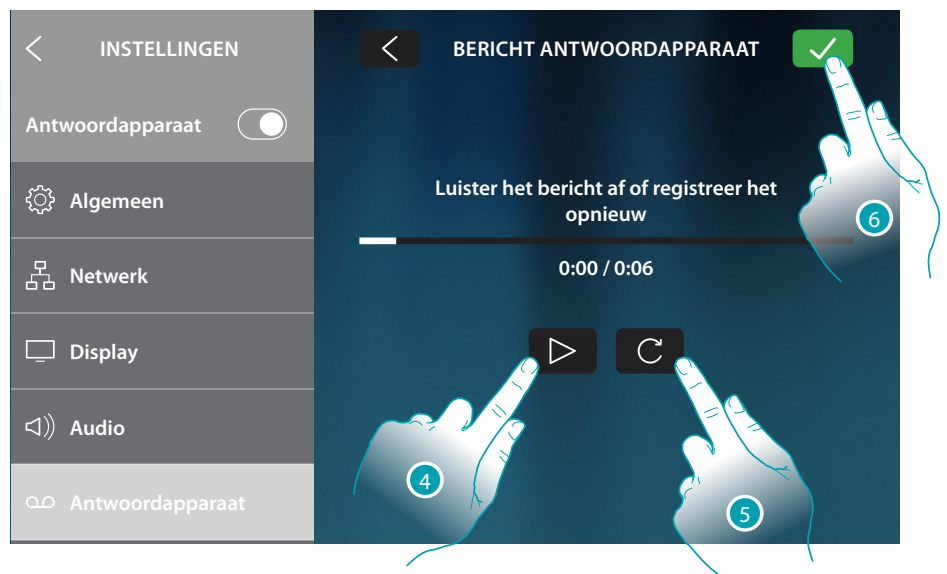 INSTELLINGEN
Antwoordapparaat
Algemeen
Netwerk
Display
Audio
Antwoordapparaat
BERICHT ANTWOORDAPPARAAT
Luister het bericht af of registreer het
opnieuw
0:00 / 0:06
4
5
6